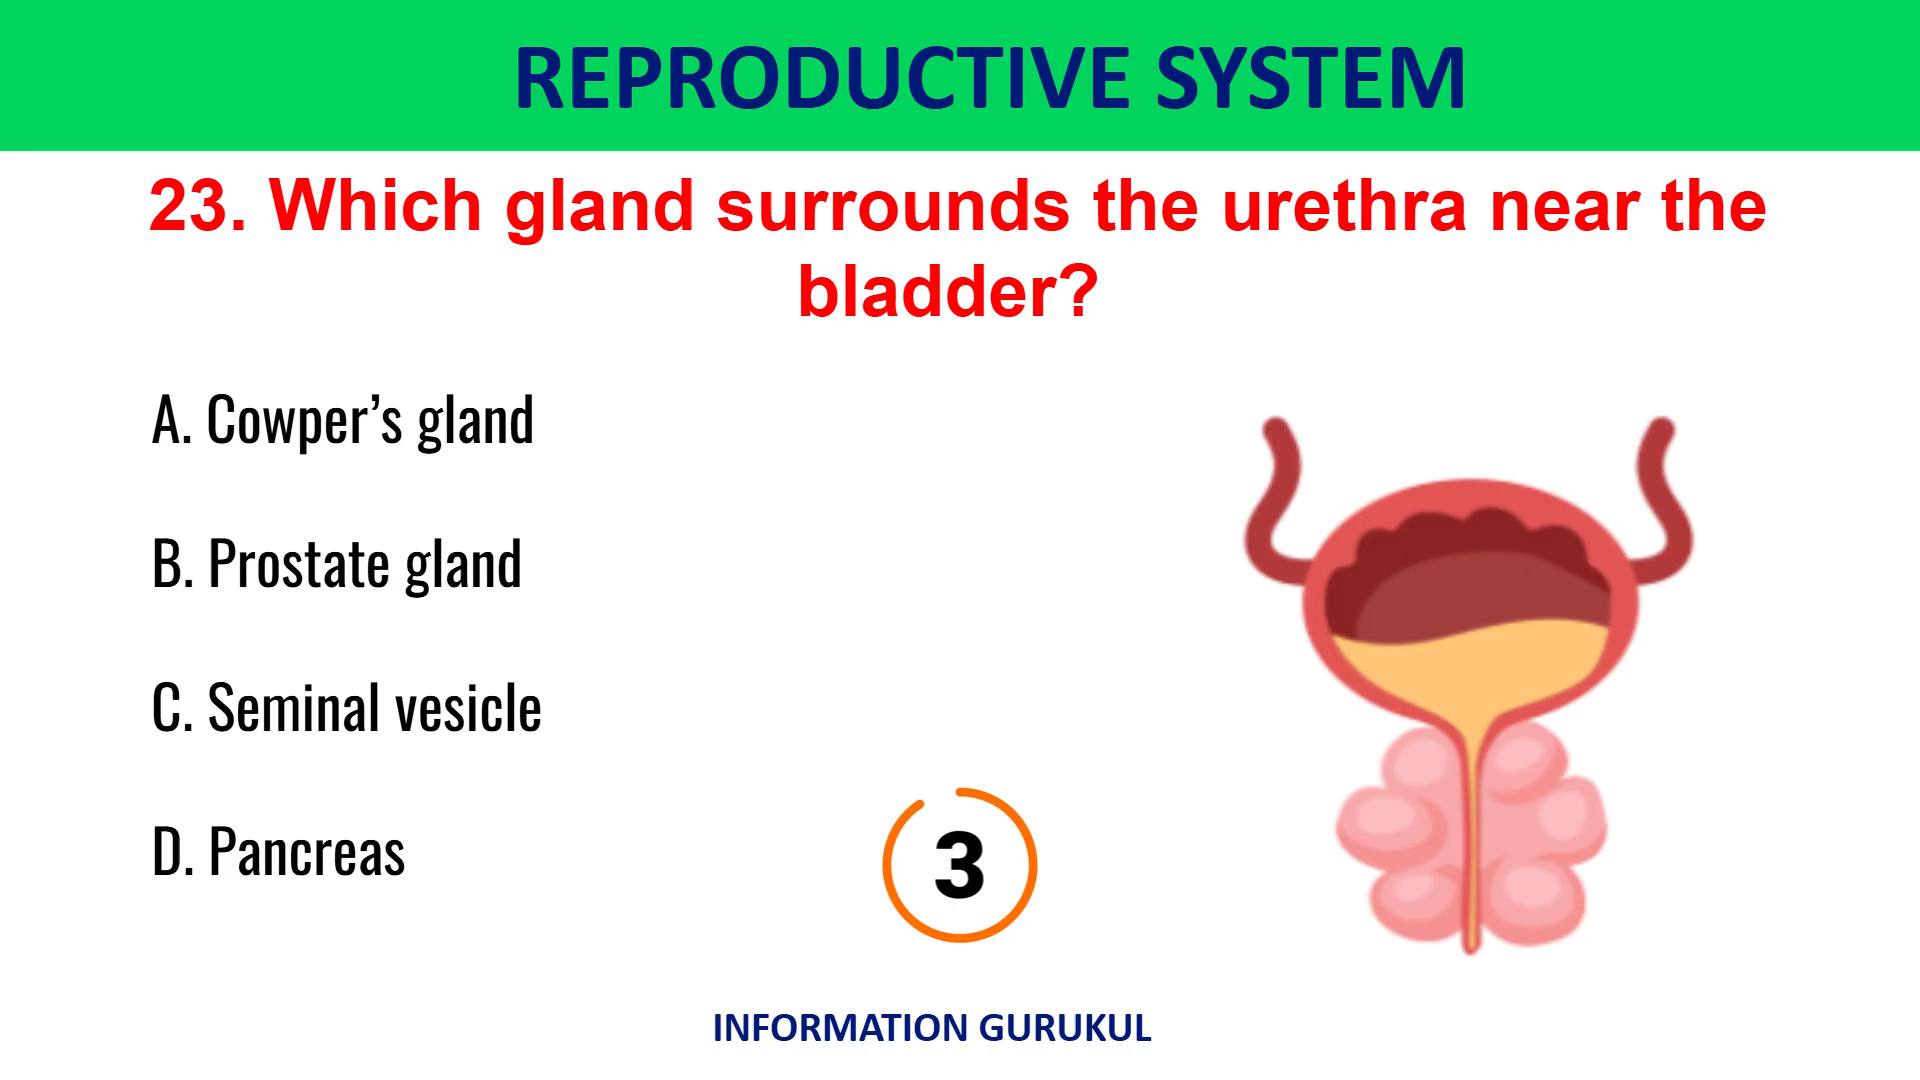 REPRODUCTIVE SYSTEM
23. Which gland surrounds the urethra near the
bladder?
A. Cowper’s gland
B. Prostate gland
C. Seminal vesicle
D. Pancreas
3
INFORMATION GURUKUL